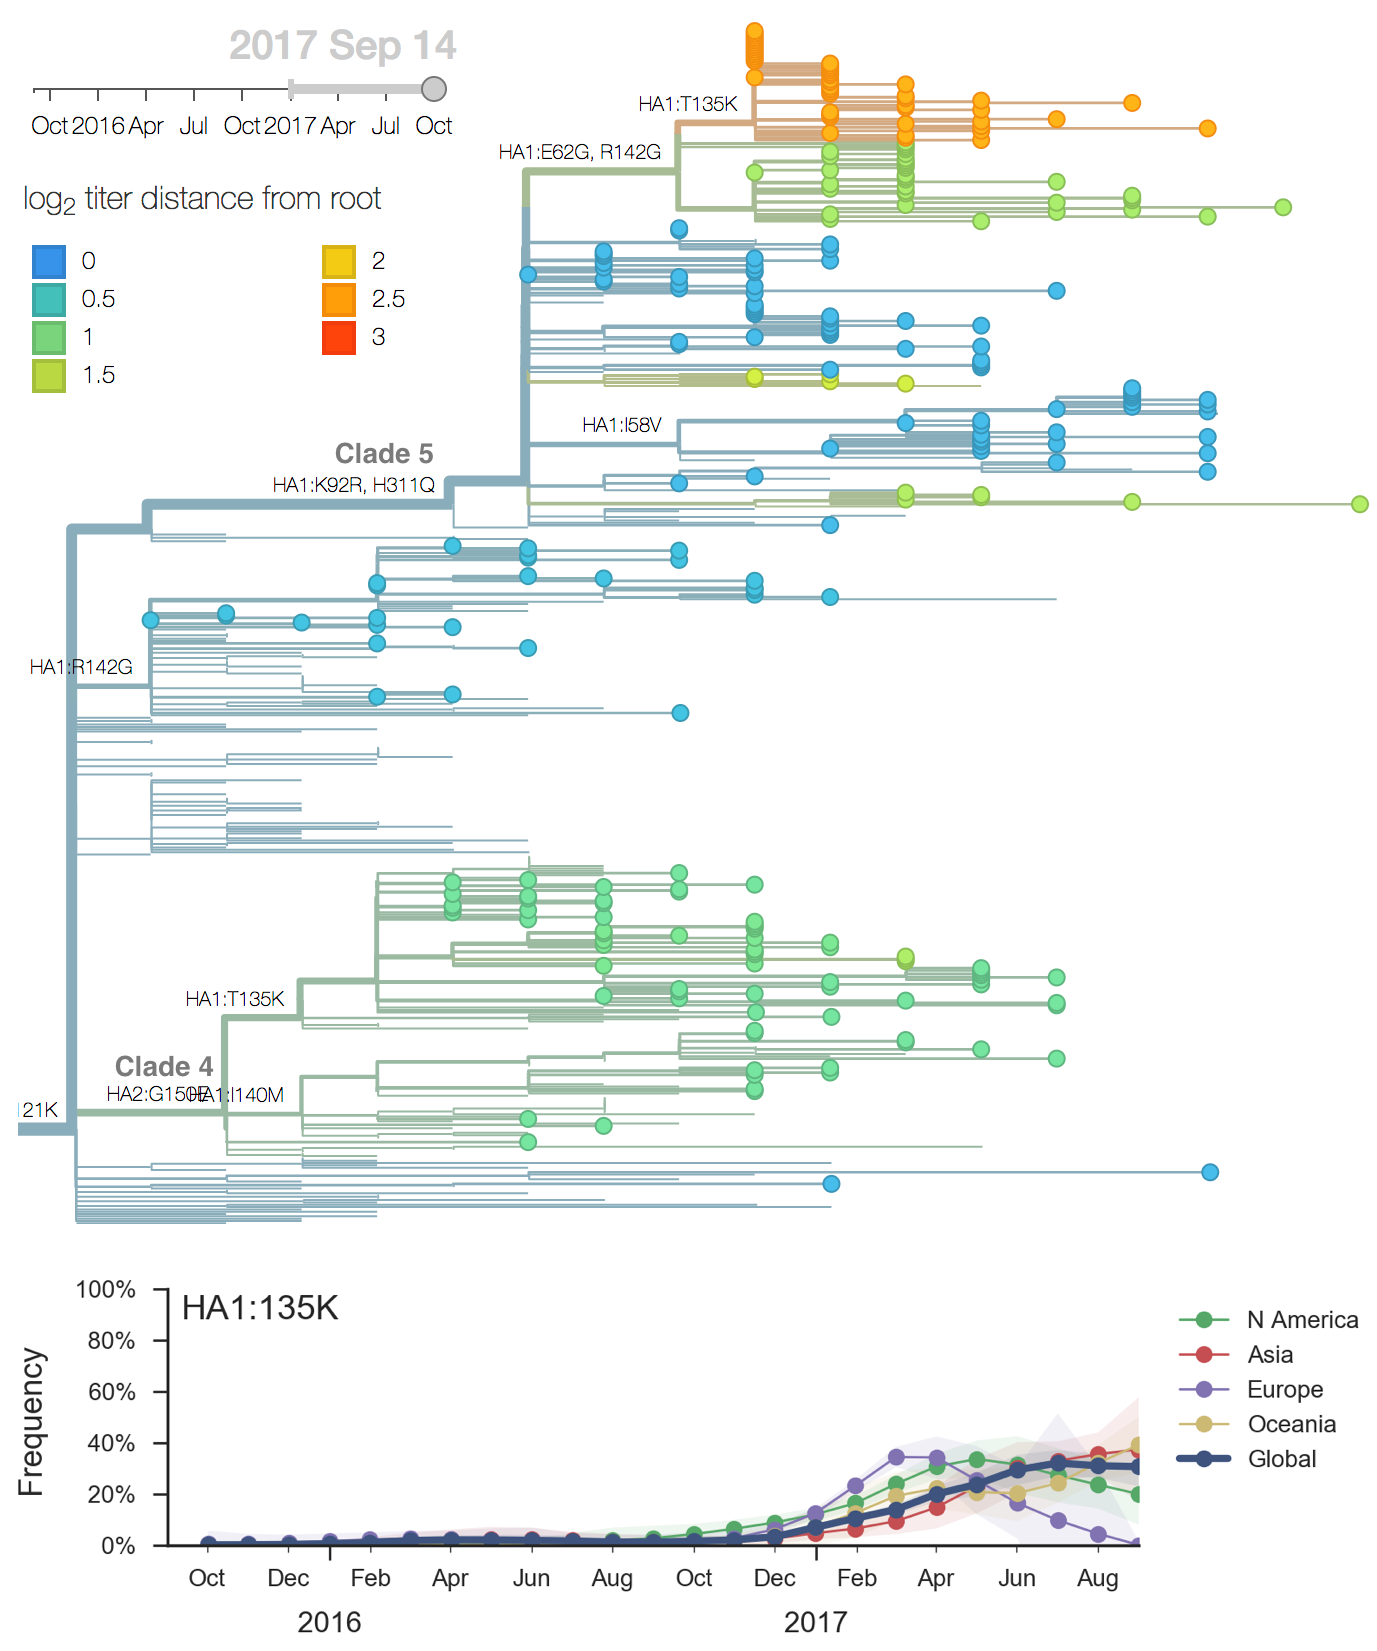 2017 Sep 14
Oct 2016 Apr Jul Oct 2017 Apr Jul Oct
log2 titer distance from root
0 2
0.5 2.5
1 3
1.5
HA1:T135K
HA1:E62G, R142G
HA1:I58V
Clade 5
HA1:K92R, H311Q
HA1:R142G
HA1:T135K
Clade 4
HA2:G150E HA1:I140M
121K
100%
80%
60%
40%
20%
0%
Frequency
HA1:135K
N America
Asia
Europe
Oceania
Global
Oct Dec Feb Apr Jun Aug Oct Dec Feb Apr Jun Aug
2016 2017